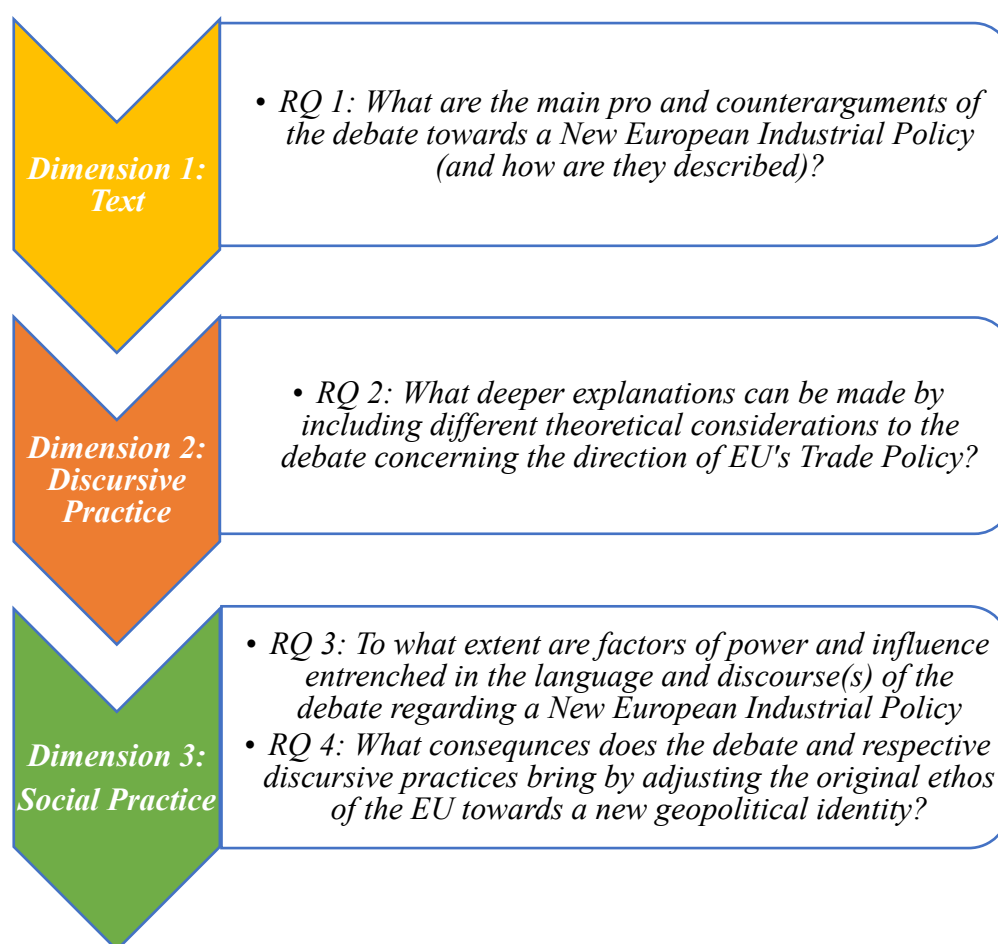 Dimension 1:
Text
• RQ 1: What are the main pro and counterarguments of
the debate towards a New European Industrial Policy
(and how are they described)?
Dimension 2:
Discursive
Practice
• RQ 2: What deeper explanations can be made by
including different theoretical considerations to the
debate concerning the direction of EU's Trade Policy?
Dimension 3:
Social Practice
• RQ 3: To what extent are factors of power and influence
entrenched in the language and discourse(s) of the
debate regarding a New European Industrial Policy
• RQ 4: What consequnces does the debate and respective
discursive practices bring by adjusting the original ethos
of the EU towards a new geopolitical identity?